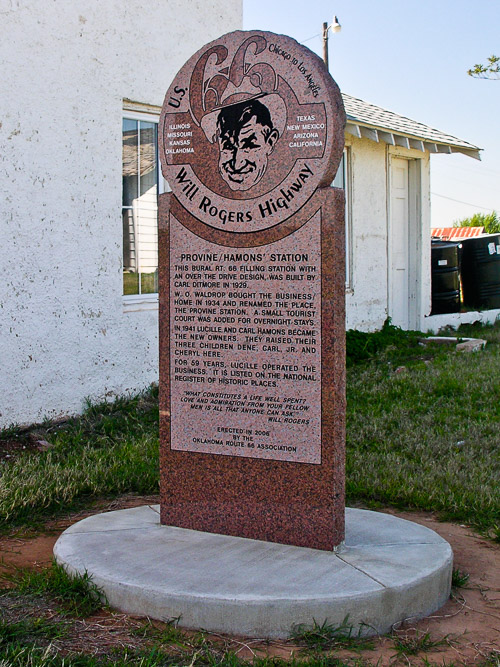 U.S. 66 Chicago to Los Angeles
ILLINOIS
MISSOURI
KANSAS
OKLAHOMA
TEXAS
NEW MEXICO
ARIZONA
CALIFORNIA
Will Rogers Highway
PROVINE/HAMONS' STATION
THIS RURAL RT. 66 FILLING STATION WITH
AN OVER THE DRIVE DESIGN, WAS BUILT BY
CARL DITMORE IN 1929.
W. O. WALDROP BOUGHT THE BUSINESS/
HOME IN 1934 AND RENAMED THE PLACE,
THE PROVINE STATION. A SMALL TOURIST
COURT WAS ADDED FOR OVERNIGHT STAYS.
IN 1941 LUCILLE AND CARL HAMONS BECAME
THE NEW OWNERS. THEY RAISED THEIR
THREE CHILDREN DENE, CARL, JR. AND
CHERYL HERE.
FOR 59 YEARS, LUCILLE OPERATED THE
BUSINESS. IT IS LISTED ON THE NATIONAL
REGISTER OF HISTORIC PLACES.
"WHAT CONSTITUTES A LIFE WELL SPENT?
LOVE AND ADMIRATION FROM YOUR FELLOW
MEN IS ALL THAT ANYONE CAN ASK."
WILL ROGERS
ERECTED IN 2006
BY THE
OKLAHOMA ROUTE 66 ASSOCIATION